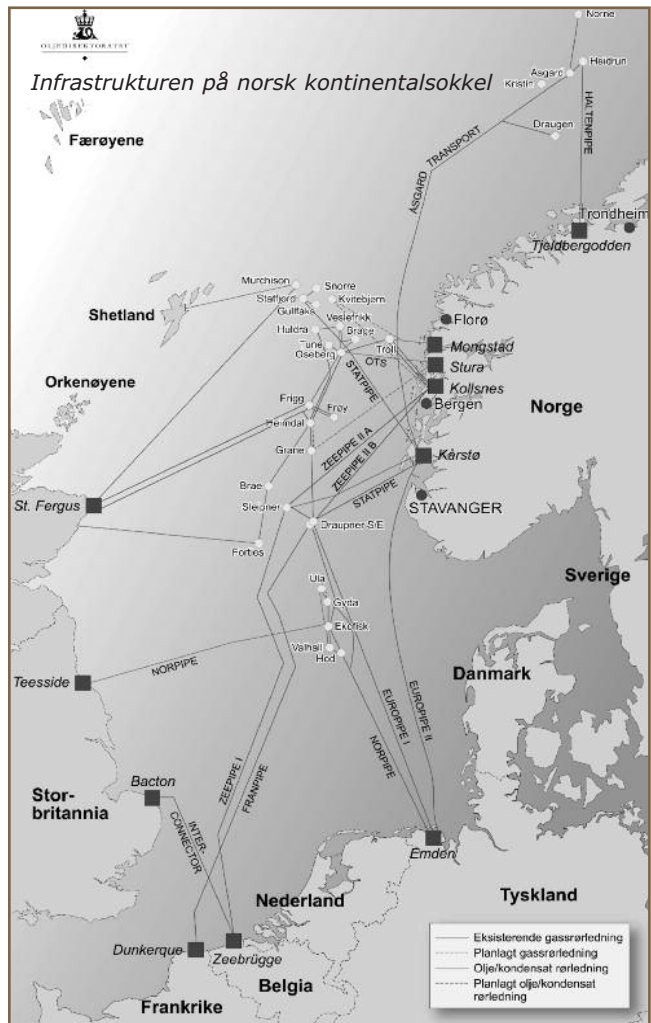 OLJEDIREKTORATET
Infrastrukturen på norsk kontinentalsokkel
Norne
Heidrun
Åsgard
Kristin
Draugen
HALTENPIPE
ÅSGARD TRANSPORT
Færøyene
Trondheim
Tjeldbergodden
Murchison
Snorre
Statfjord
Kvitebjørn
Gullfaks
Shetland
Veslefrikk
Huldra
Brage
Florø
Tune
Oseberg
Troll
Mongstad
OTS
Stura
STATPIPE
Kollsnes
Orkenøyene
Bergen
Norge
Frigg
Frøy
Heimdal
Grane
ZEEPIPE II A
ZEEPIPE II B
Kårstø
Brae
STATPIPE
St. Fergus
Sleipner
STAVANGER
Draupner-S/E
Forties
Sverige
Ula
Gyda
Ekofisk
Valhall
Hod
NORPIPE
Teesside
Danmark
EUROPIPE II
EUROPIPE I
NORPIPE
ZEEPIPE I
FRANPIPE
Bacton
Stor-
britannia
INTER-
CONNECTOR
Emden
Nederland
Tyskland
Dunkerque
Zeebrügge
Belgia
Frankrike
Eksisterende gassrørledning
Planlagt gassrørledning
Olje/kondensat rørledning
Planlagt olje/kondensat
rørledning